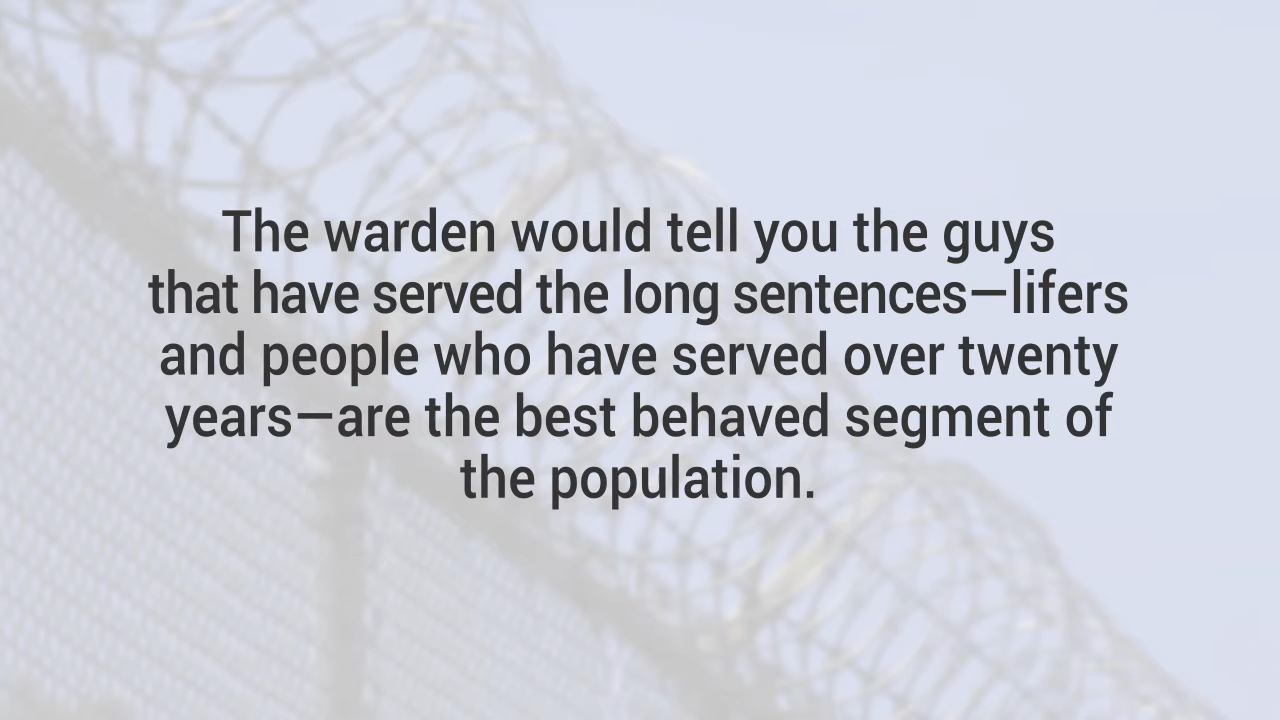 The warden would tell you the guys
that have served the long sentences—lifers
and people who have served over twenty
years—are the best behaved segment of
the population.